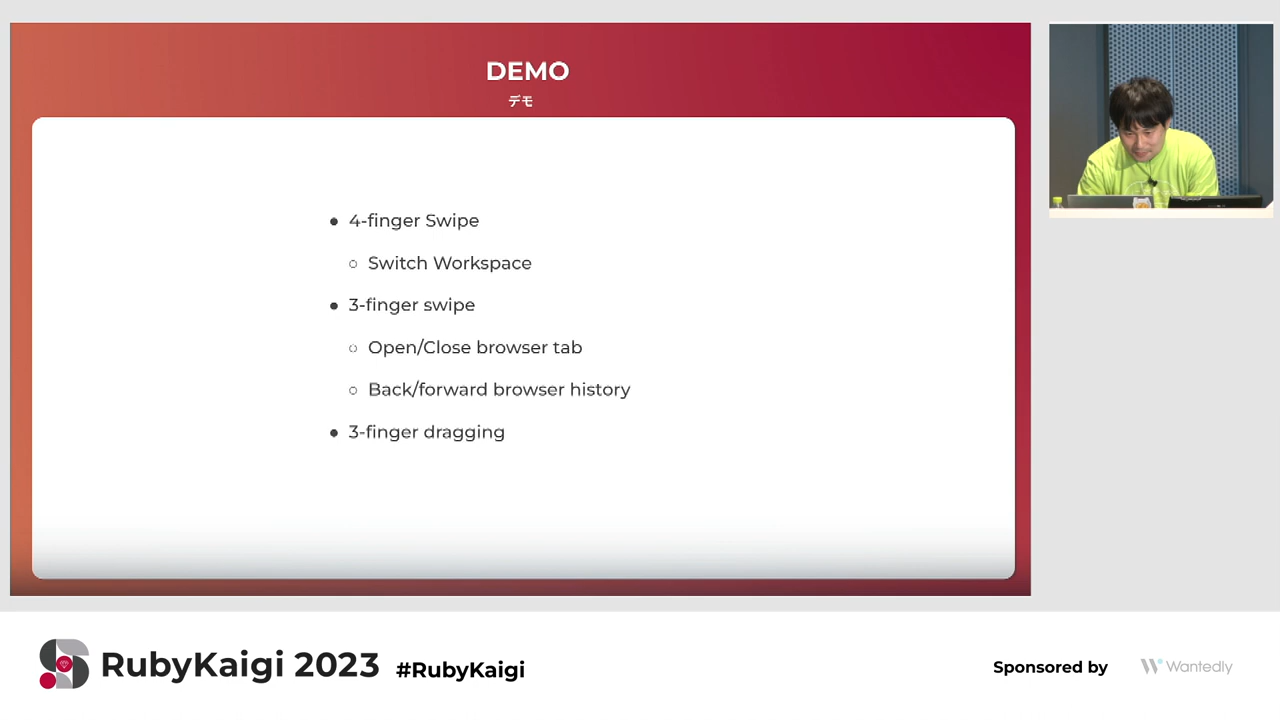 DEMO
デモ
4-finger Swipe
Switch Workspace
3-finger swipe
Open/Close browser tab
Back/forward browser history
3-finger dragging
RubyKaigi 2023 #RubyKaigi
Sponsored by Wantedly